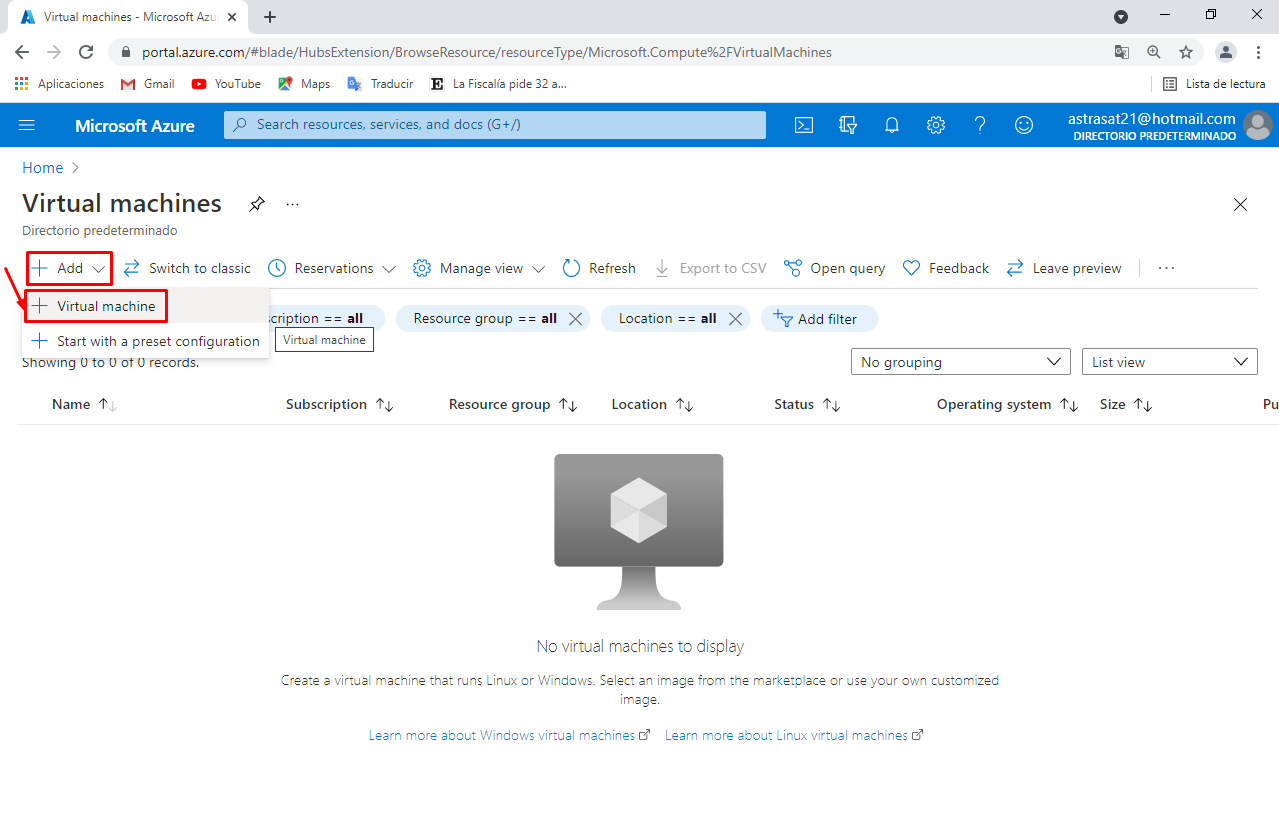 Virtual machines - Microsoft Azu
portal.azure.com/#blade/HubsExtension/BrowseResource/resourceType/Microsoft.Compute%2FVirtualMachines
Aplicaciones Gmail YouTube Maps Traducir La Fiscalía pide 32 a... Lista de lectura
Microsoft Azure Search resources, services, and docs (G+/) astrasat21@hotmail.com
DIRECTORIO PREDETERMINADO
Home
Virtual machines ...
Directorio predeterminado
Add Switch to classic Reservations Manage view Refresh Export to CSV Open query Feedback Leave preview ...
Virtual machine
scription == all Resource group == all Location == all Add filter
Start with a preset configuration Virtual machine
Showing 0 to 0 of 0 records. No grouping List view
Name Subscription Resource group Location Status Operating system Size Pu
No virtual machines to display
Create a virtual machine that runs Linux or Windows. Select an image from the marketplace or use your own customized
image.
Learn more about Windows virtual machines Learn more about Linux virtual machines